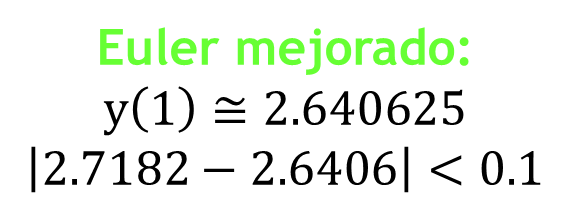 Euler mejorado:
y(1) ≅ 2.640625
|2.7182 − 2.6406| < 0.1